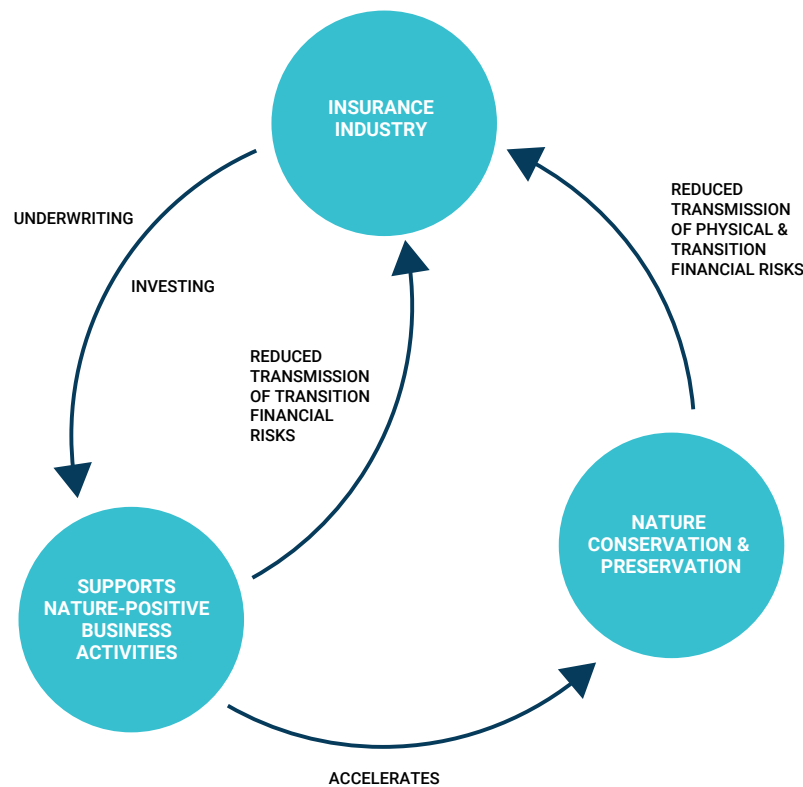 INSURANCE
INDUSTRY
UNDERWRITING
INVESTING
REDUCED
TRANSMISSION
OF PHYSICAL &
TRANSITION
FINANCIAL RISKS
REDUCED
TRANSMISSION
OF TRANSITION
FINANCIAL
RISKS
NATURE
CONSERVATION &
PRESERVATION
SUPPORTS
NATURE-POSITIVE
BUSINESS
ACTIVITIES
ACCELERATES